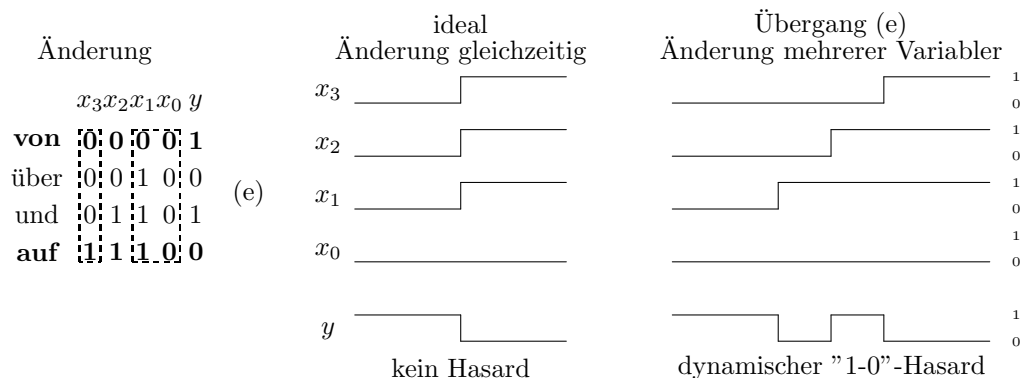 ideal
Übergang (e)
Änderung
Änderung gleichzeitig
Änderung mehrerer Variabler
x3x2x1x0 y
von 0 0 0 0 1
über 0 0 1 0 0
und 0 1 1 0 1
auf 1 1 1 0 0
(e)
x3
1
0
x2
1
0
x1
1
0
x0
1
0
y
1
0
kein Hasard
dynamischer "1-0"-Hasard